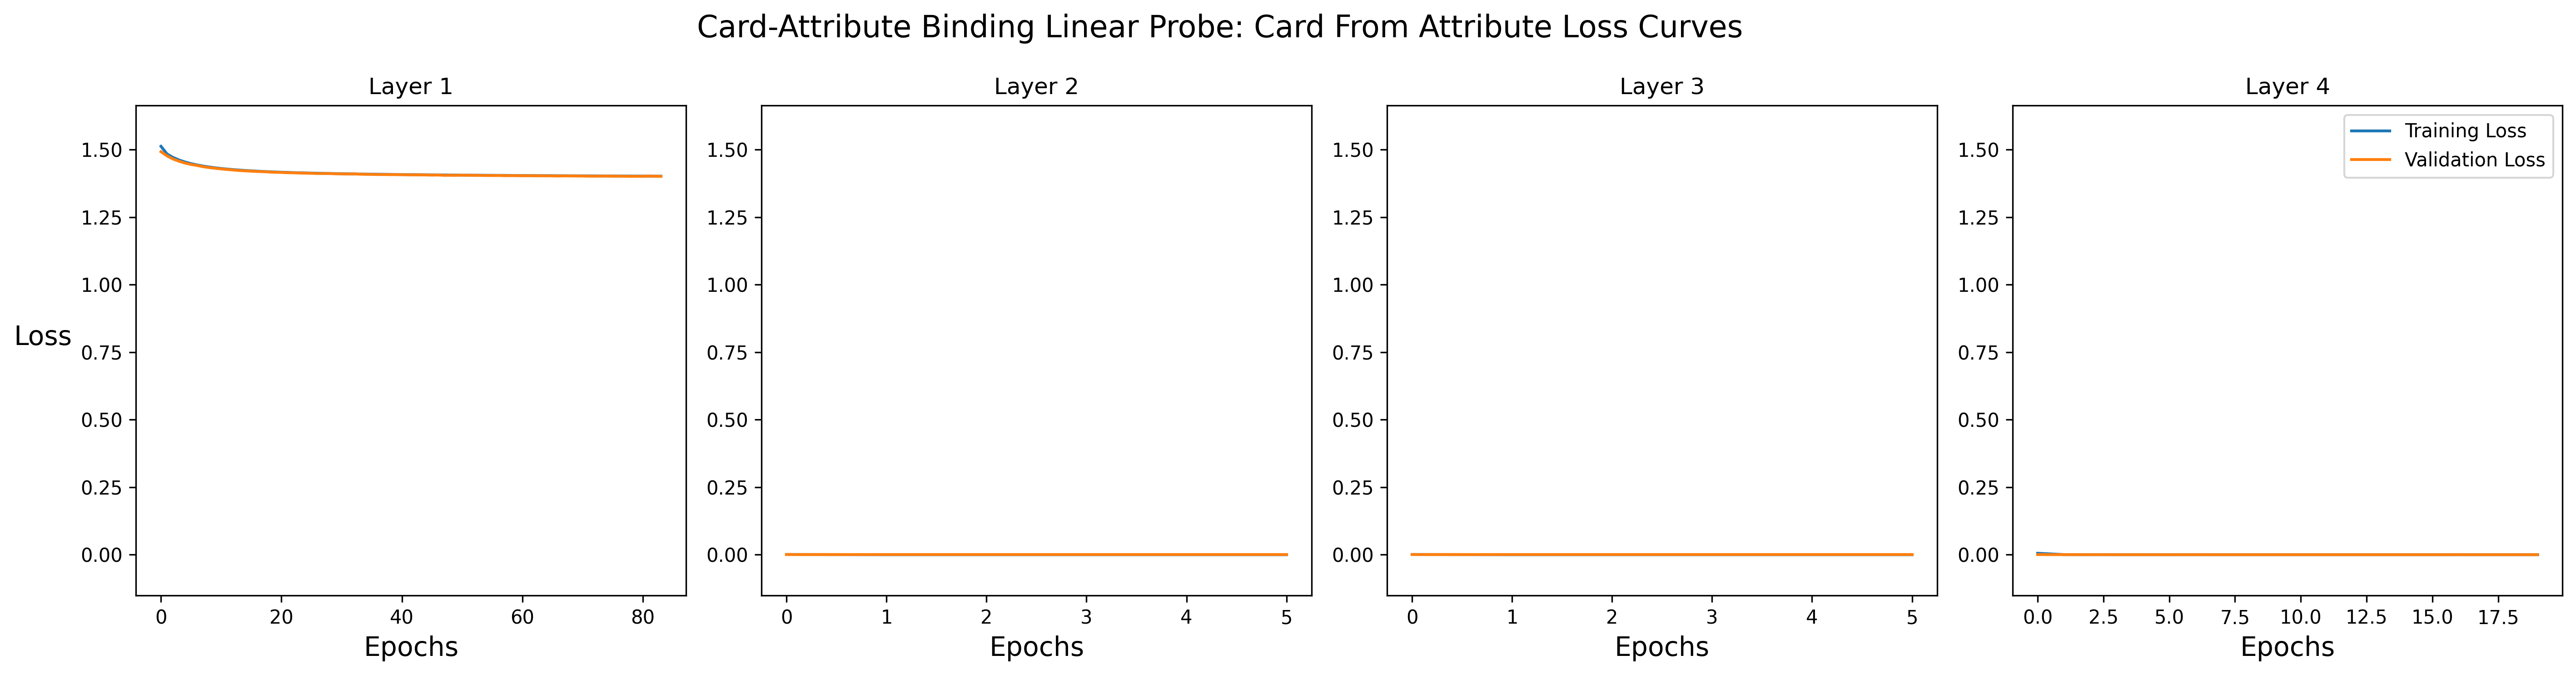 Card-Attribute Binding Linear Probe: Card From Attribute Loss Curves
Layer 1
Layer 2
Layer 3
Layer 4
Loss
1.50
1.25
1.00
0.75
0.50
0.25
0.00
0 20 40 60 80
Epochs
1.50
1.25
1.00
0.75
0.50
0.25
0.00
0 1 2 3 4 5
Epochs
1.50
1.25
1.00
0.75
0.50
0.25
0.00
0 1 2 3 4 5
Epochs
1.50
1.25
1.00
0.75
0.50
0.25
0.00
0.0 2.5 5.0 7.5 10.0 12.5 15.0 17.5
Epochs
Training Loss
Validation Loss